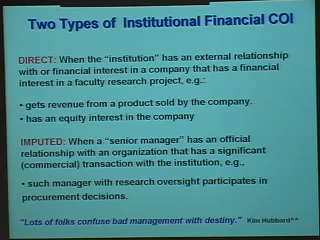 Two Types of Institutional Financial COI
DIRECT: When the "institution" has an external relationship
with or financial interest in a company that has a financial
interest in a faculty research project, e.g.:
• gets revenue from a product sold by the company.
• has an equity interest in the company
IMPUTED: When a "senior manager" has an official
relationship with an organization that has a significant
(commercial) transaction with the institution, e.g.,
• such manager with research oversight participates in
procurement decisions.
"Lots of folks confuse bad management with destiny." Kim Hubbard